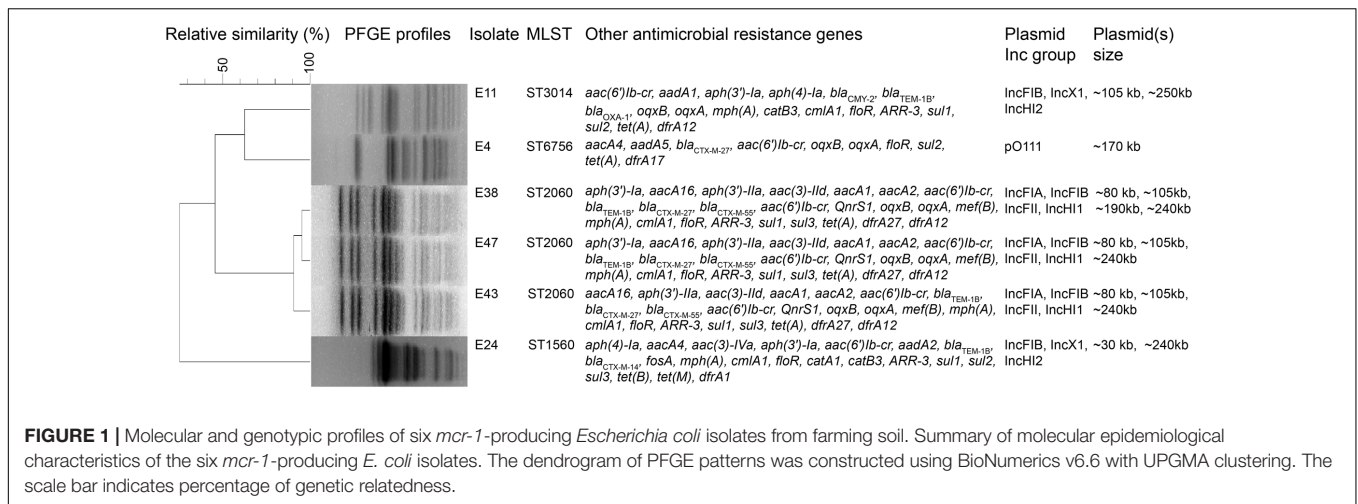 Relative similarity (%) PFGE profiles Isolate MLST Other antimicrobial resistance genes Plasmid Inc group Plasmid(s) size
50 100
E11 ST3014 aac(6')Ib-cr, aadA1, aph(3')-Ia, aph(4)-Ia, blaCMY-2, blaTEM-1B, IncFIB, IncX1, ~105 kb, ~250kb
blaOXA-1, oqxB, oqxA, mph(A), catB3, cmlA1, floR, ARR-3, sul1, IncHI2
sul2, tet(A), dfrA12
E4 ST6756 aacA4, aadA5, blaCTX-M-27, aac(6')Ib-cr, oqxB, oqxA, floR, sul2, pO111 ~170 kb
tet(A), dfrA17
E38 ST2060 aph(3')-Ia, aacA16, aph(3')-IIa, aac(3)-IId, aacA1, aacA2, aac(6')Ib-cr, IncFIA, IncFIB ~80 kb, ~105kb,
blaTEM-1B, blaCTX-M-27, blaCTX-M-55, aac(6')Ib-cr, QnrS1, oqxB, oqxA, mef(B), IncFII, IncHI1 ~190kb, ~240kb
mph(A), cmlA1, floR, ARR-3, sul1, sul3, tet(A), dfrA27, dfrA12
E47 ST2060 aph(3')-Ia, aacA16, aph(3')-IIa, aac(3)-IId, aacA1, aacA2, aac(6')Ib-cr, IncFIA, IncFIB ~80 kb, ~105kb,
blaTEM-1B, blaCTX-M-27, blaCTX-M-55, aac(6')Ib-cr, QnrS1, oqxB, oqxA, mef(B), IncFII, IncHI1 ~240kb
mph(A), cmlA1, floR, ARR-3, sul1, sul3, tet(A), dfrA27, dfrA12
E43 ST2060 aacA16, aph(3')-IIa, aac(3)-IId, aacA1, aacA2, aac(6')Ib-cr, blaTEM-1B, IncFIA, IncFIB ~80 kb, ~105kb,
blaCTX-M-27, blaCTX-M-55, aac(6')Ib-cr, QnrS1, oqxB, oqxA, mef(B), mph(A), IncFII, IncHI1 ~240kb
cmlA1, floR, ARR-3, sul1, sul3, tet(A), dfrA27, dfrA12
E24 ST1560 aph(4)-Ia, aacA4, aac(3)-IVa, aph(3')-Ia, aac(6')Ib-cr, aadA2, blaTEM-1B, IncFIB, IncX1, ~30 kb, ~240kb
blaCTX-M-14, fosA, mph(A), cmlA1, floR, catA1, catB3, ARR-3, sul1, sul2, IncHI2
sul3, tet(B), tet(M), dfrA1
FIGURE 1 | Molecular and genotypic profiles of six mcr-1-producing Escherichia coli isolates from farming soil. Summary of molecular epidemiological
characteristics of the six mcr-1-producing E. coli isolates. The dendrogram of PFGE patterns was constructed using BioNumerics v6.6 with UPGMA clustering. The
scale bar indicates percentage of genetic relatedness.